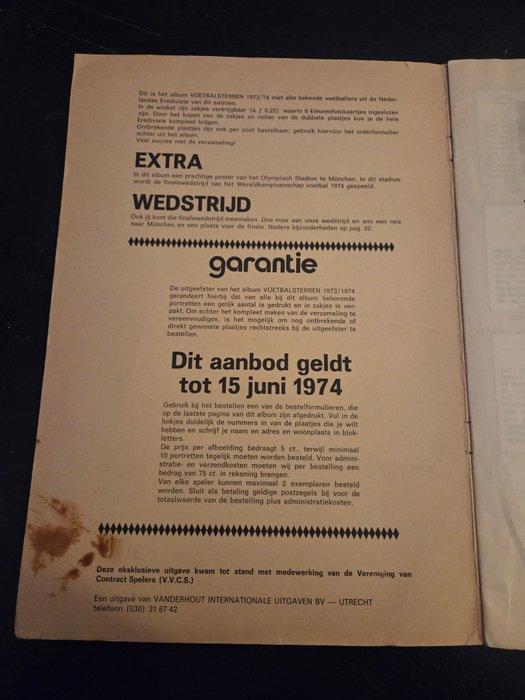 Dit is het album VOETBALSTERREN 1973/74 met alle bekende voetballers uit de Neder-
landse Eredivisie van dit seizoen.
In de winkel zijn zakjes verkrijgbaar (à ƒ 0,25) waarin 6 kleurenfotokaartjes ingesloten
zijn. Door het kopen van de zakjes en ruilen van de dubbele plaatjes kun je de hele
Eredivisie kompleet krijgen.
Ontbrekende plaatjes zijn ook per post bestelbaar; gebruik hiervoor het orderformulier
achter uit het album.
Veel succes met de verzameling!
EXTRA
In dit album een prachtige poster van het Olympisch Stadion te München. In dit stadion
wordt de finalewedstrijd van het Wereldkampioenschap voetbal 1974 gespeeld.
WEDSTRIJD
Ook jij kunt die finalewedstrijd meemaken. Doe mee aan onze wedstrijd en win een reis
naar München en een plaats voor de finale. Nadere bijzonderheden op pag. 22.
garantie
De uitgeefster van het album VOETBALSTERREN 1973/1974
garandeert hierbij dat van alle bij dit album behorende
portretten een gelijk aantal is gedrukt en in zakjes is ver-
pakt. Om echter het kompleet maken van de verzameling te
vereenvoudigen, is het mogelijk om nog ontbrekende of
direkt gewenste plaatjes rechtstreeks bij de uitgeefster te
bestellen.
Dit aanbod geldt
tot 15 juni 1974
Gebruik bij het bestellen een van de bestelformulieren, die
op de laatste pagina van dit album zijn afgedrukt. Vul in de
hokjes duidelijk de nummers in van de plaatjes die je wilt
hebben en schrijf je naam en adres en woonplaats in blok-
letters.
De prijs per afbeelding bedraagt 5 ct., terwijl minimaal
10 portretten tegelijk moeten worden besteld. Voor admini-
stratie- en verzendkosten moeten wij per bestelling een
bedrag van 75 ct. in rekening brengen.
Van elke speler kunnen maximaal 2 exemplaren besteld
worden. Sluit als betaling geldige postzegels bij voor de
totaalwaarde van de bestelling plus administratiekosten.
Deze eksklusieve uitgave kwam tot stand met medewerking van de Vereniging van
Contract Spelers (V.V.C.S.)
Een uitgave van VANDERHOUT INTERNATIONALE UITGAVEN BV — UTRECHT
telefoon (030) 31 67 42